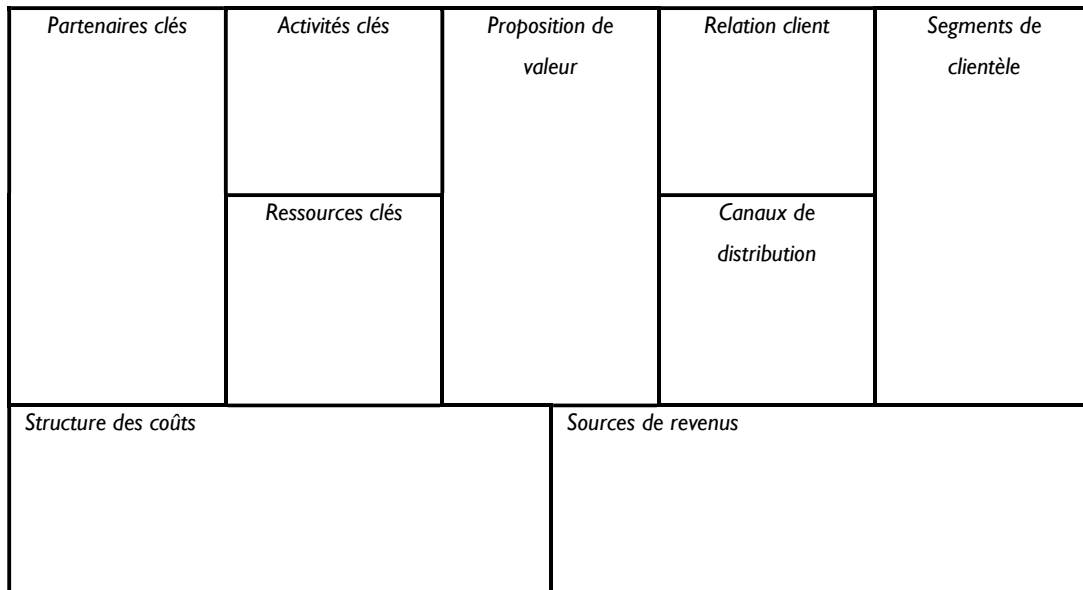 Partenaires clés
Activités clés
Proposition de
valeur
Relation client
Segments de
clientèle
Ressources clés
Canaux de
distribution
Structure des coûts
Sources de revenus